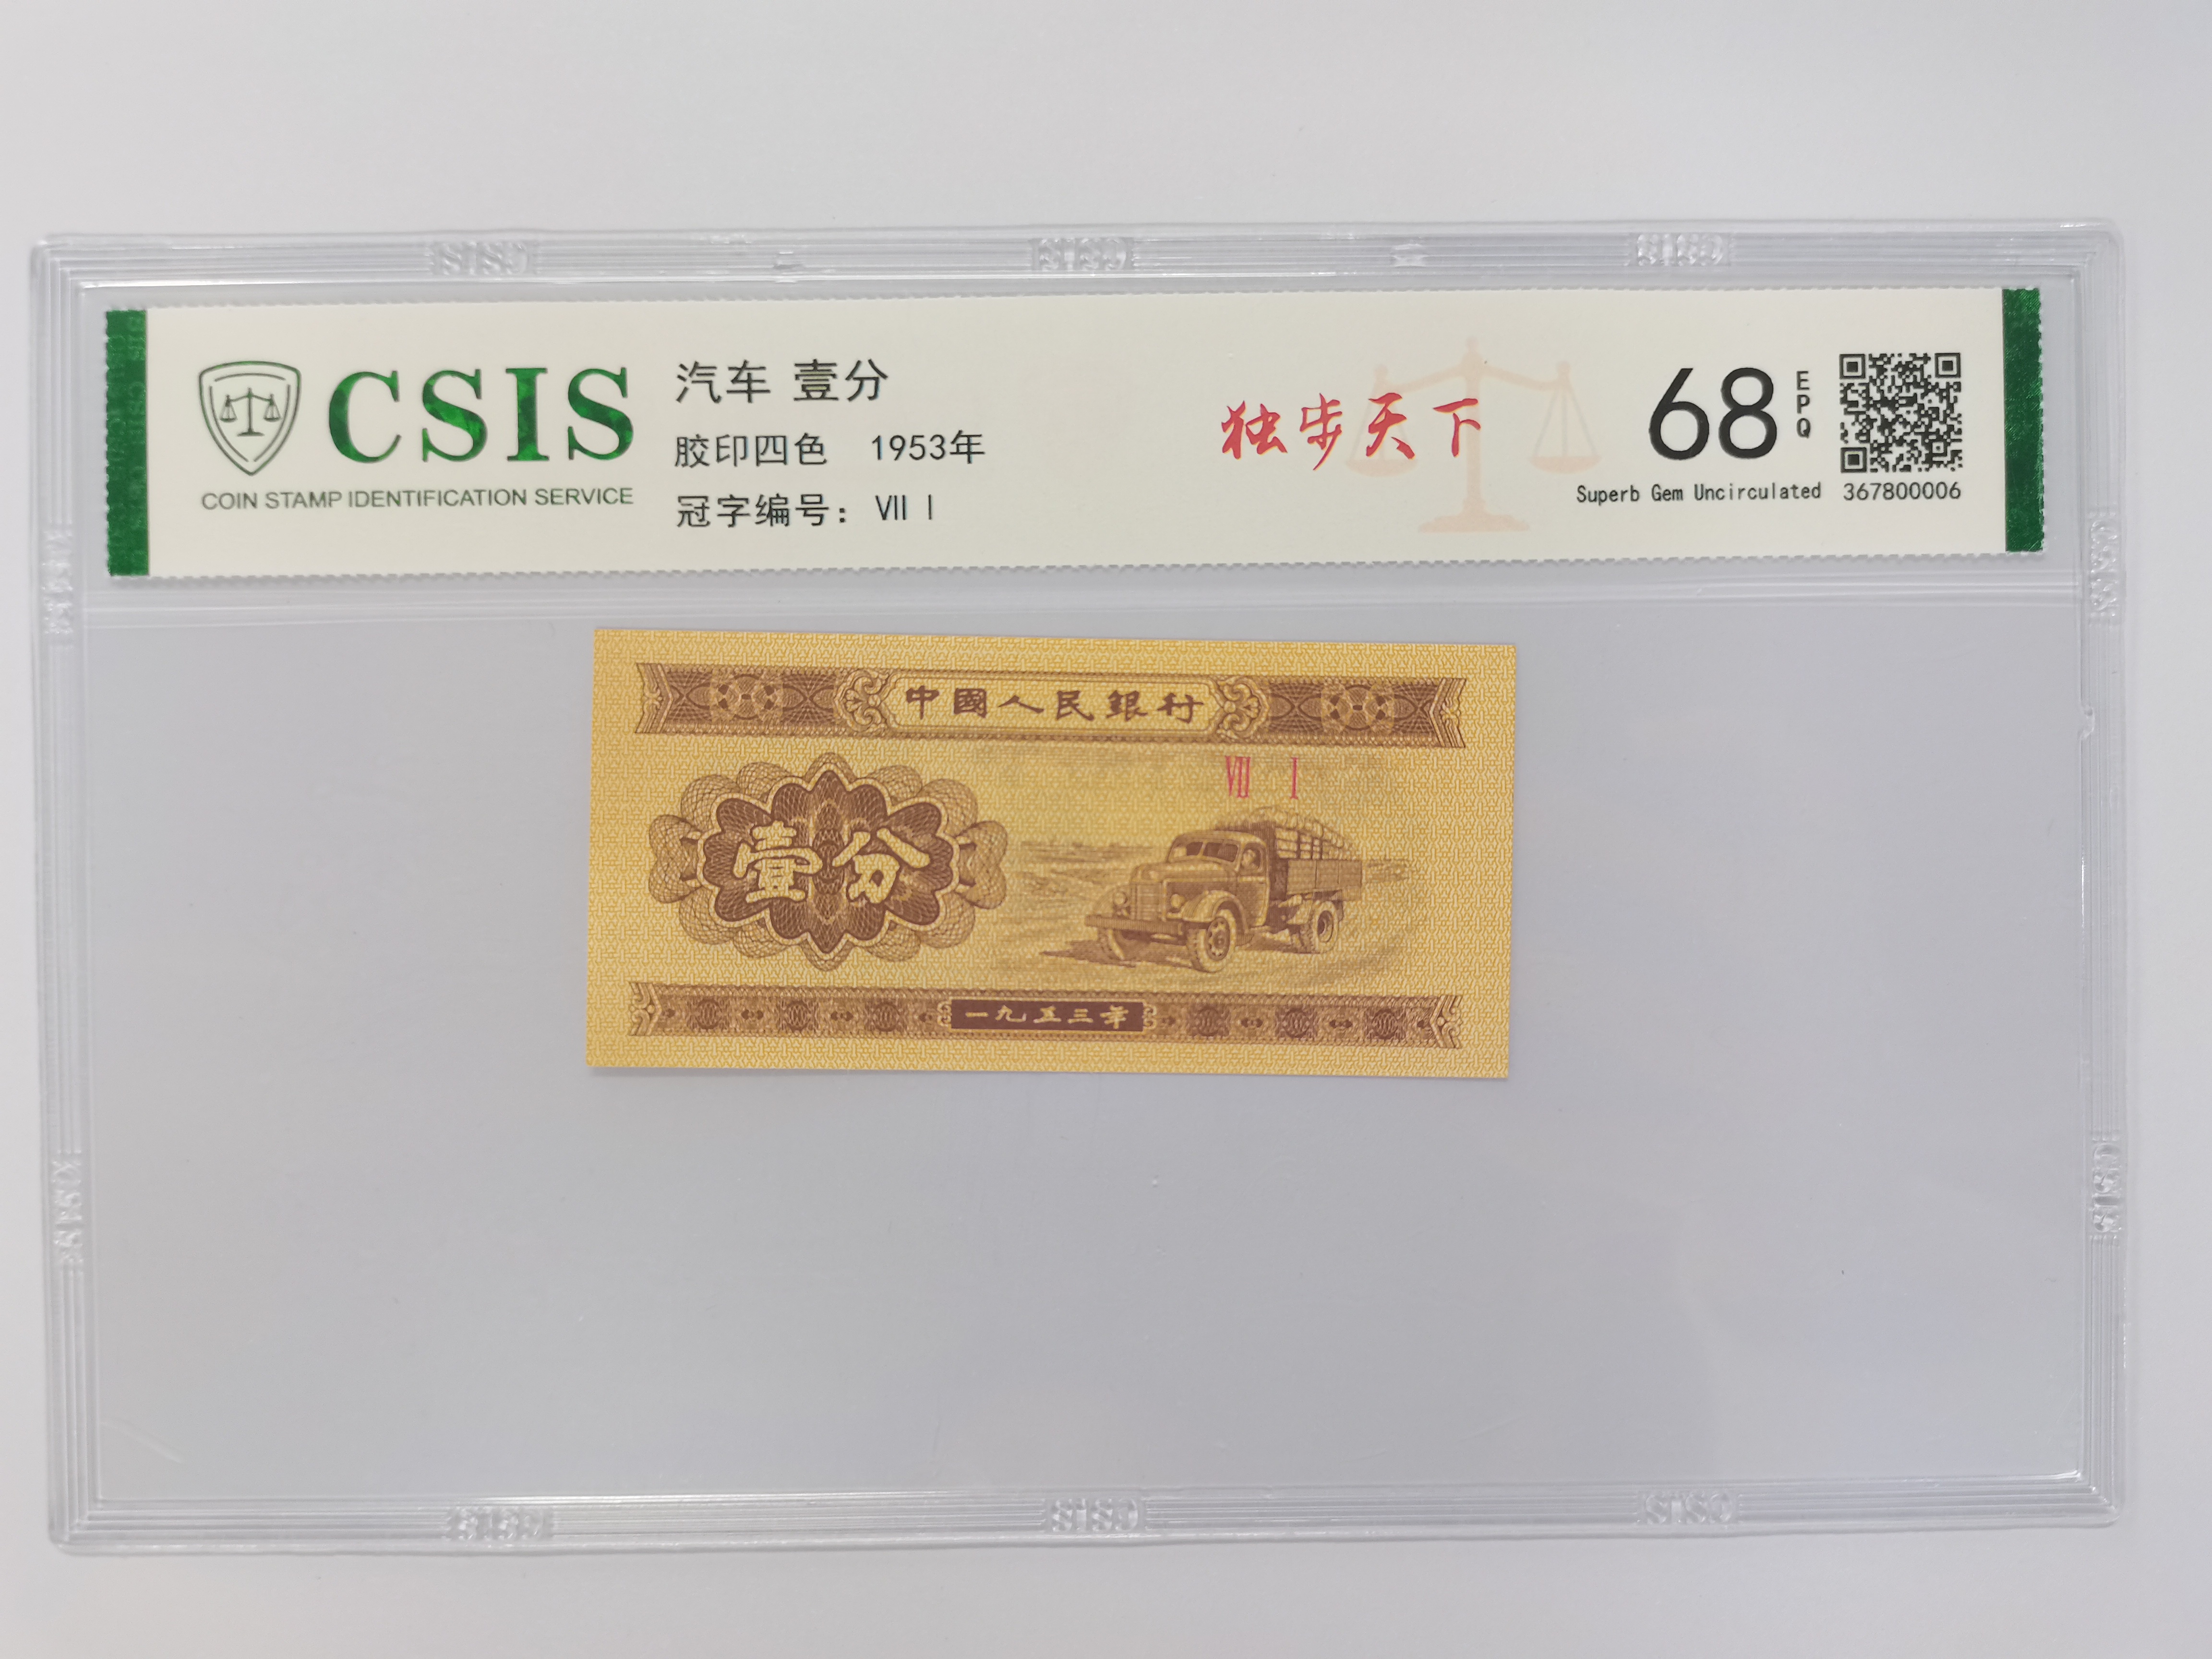 CSIS
COIN STAMP IDENTIFICATION SERVICE
汽车 壹分
胶印四色 1953年
冠字编号: VII I
独步天下
68 EPQ
Superb Gem Uncirculated
367800006
中國人民銀行
VII I
壹分
一九五三年